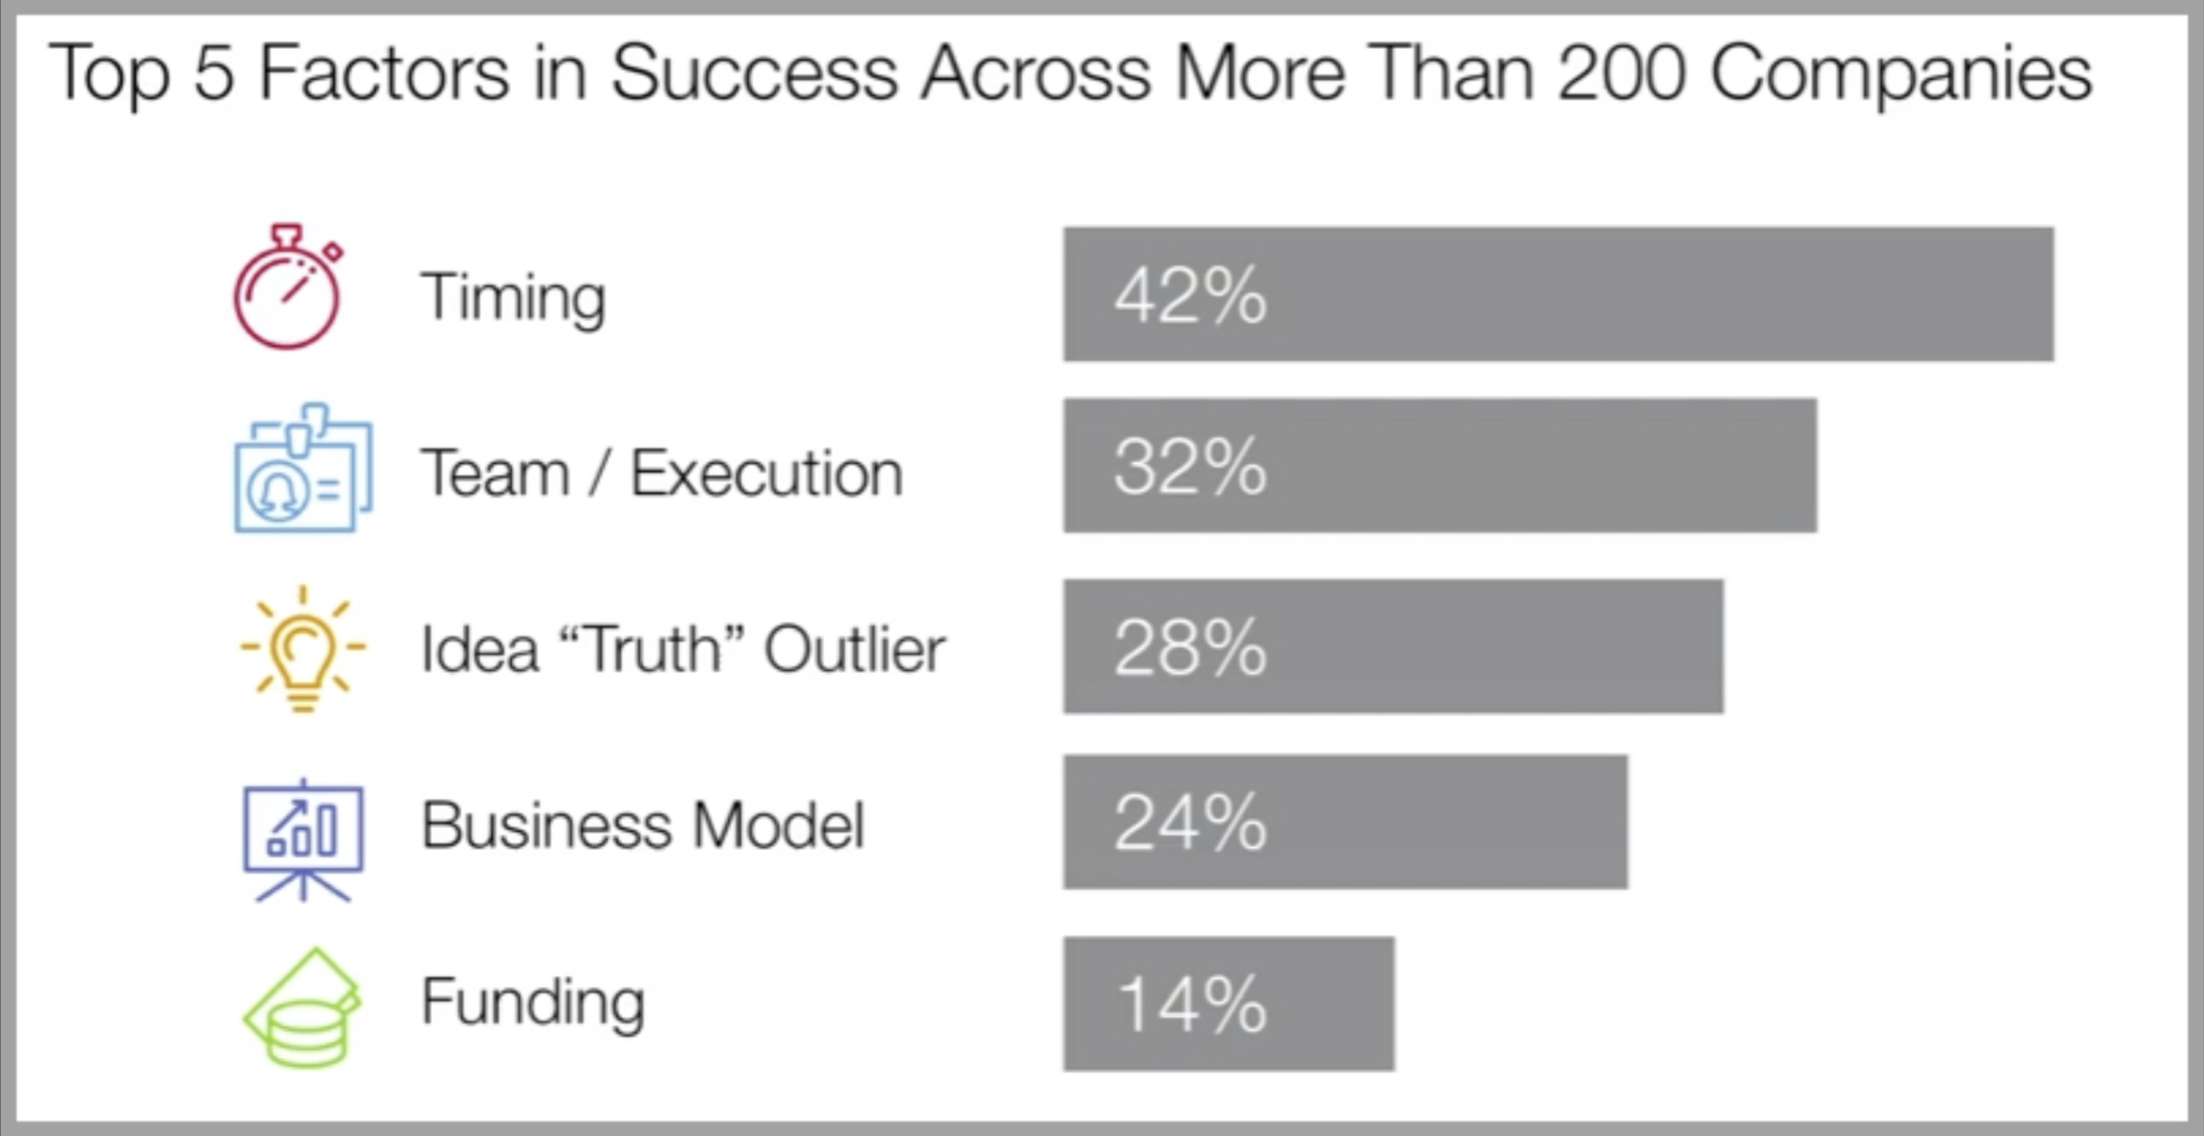 Top 5 Factors in Success Across More Than 200 Companies
Timing 42%
Team / Execution 32%
Idea “Truth” Outlier 28%
Business Model 24%
Funding 14%